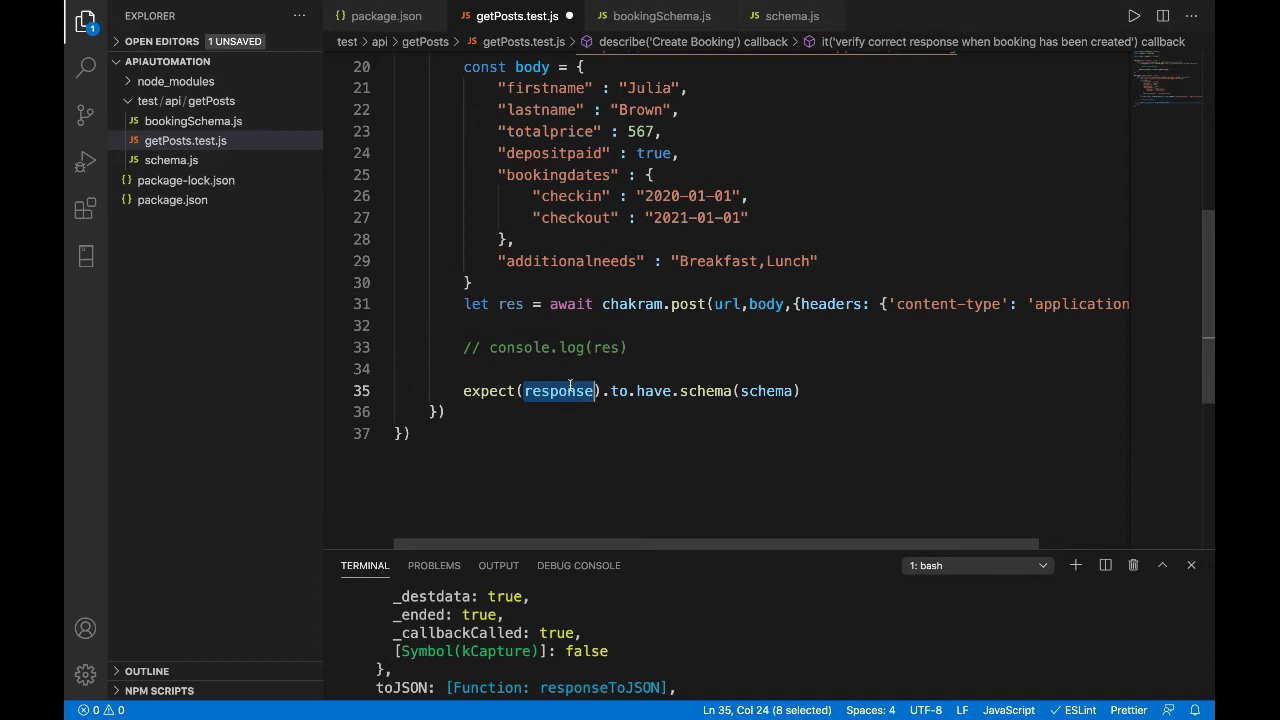 EXPLORER
package.json
getPosts.test.js
bookingSchema.js
schema.js
OPEN EDITORS 1 UNSAVED
test > api > getPosts > getPosts.test.js > describe('Create Booking') callback > it('verify correct response when booking has been created') callback
APIAUTOMATION
node_modules
test / api / getPosts
bookingSchema.js
getPosts.test.js
schema.js
package-lock.json
package.json
20 const body = {
21 "firstname" : "Julia",
22 "lastname" : "Brown",
23 "totalprice" : 567,
24 "depositpaid" : true,
25 "bookingdates" : {
26 "checkin" : "2020-01-01",
27 "checkout" : "2021-01-01"
28 },
29 "additionalneeds" : "Breakfast,Lunch"
30 }
31 let res = await chakram.post(url,body,{headers: {'content-type': 'application
32
33 // console.log(res)
34
35 expect(response).to.have.schema(schema)
36 })
37 })
TERMINAL PROBLEMS OUTPUT DEBUG CONSOLE 1: bash
_destdata: true,
_ended: true,
_callbackCalled: true,
[Symbol(kCapture)]: false
},
toJSON: [Function: responseToJSON],
OUTLINE
NPM SCRIPTS
1
0 0 Ln 35, Col 24 (8 selected) Spaces: 4 UTF-8 LF JavaScript ESLint Prettier